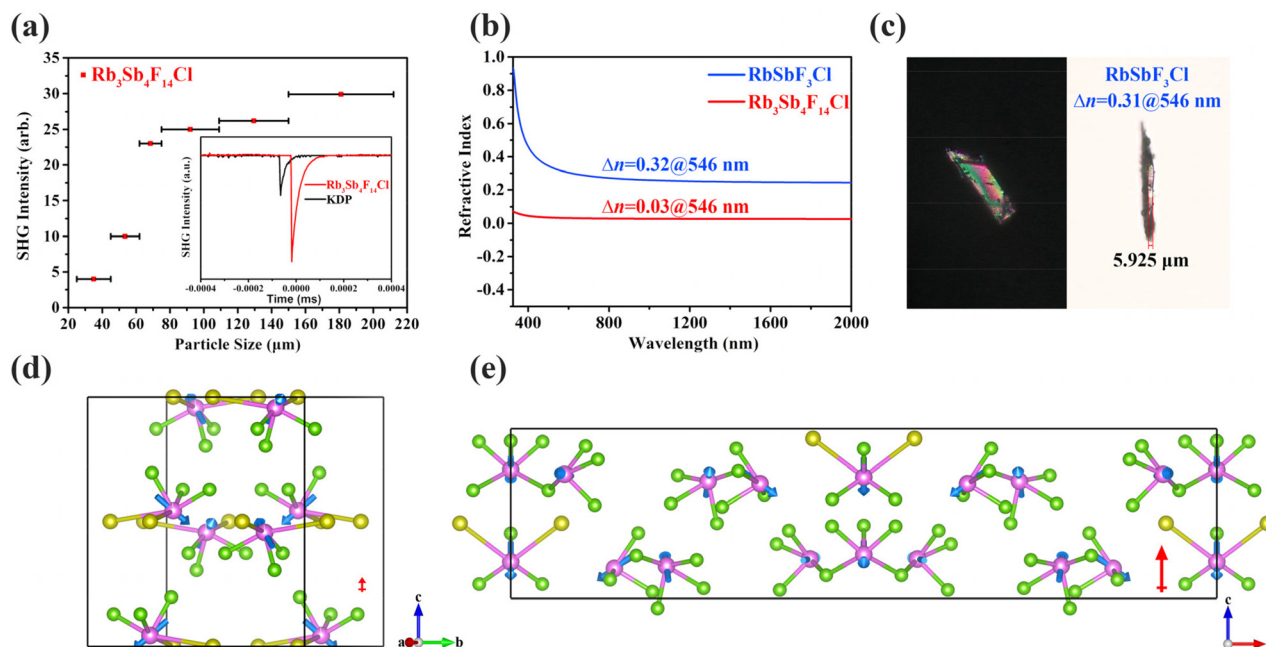 (a)
Rb₃Sb₄F₁₄Cl
SHG Intensity (arb.)
35
30
25
20
15
10
5
0
20 40 60 80 100 120 140 160 180 200 220
Particle Size (µm)
SHG Intensity (a.u.)
Rb₃Sb₄F₁₄Cl
KDP
-0.0004 -0.0002 0.0000 0.0002 0.0004
Time (ms)
(b)
Refractive Index
1.0
0.8
0.6
0.4
0.2
0.0
-0.2
-0.4
RbSbF₃Cl
Rb₃Sb₄F₁₄Cl
Δn=0.32@546 nm
Δn=0.03@546 nm
400 800 1200 1600 2000
Wavelength (nm)
(c)
RbSbF₃Cl
Δn=0.31@546 nm
5.925 µm
(d)
c
a b
(e)
c